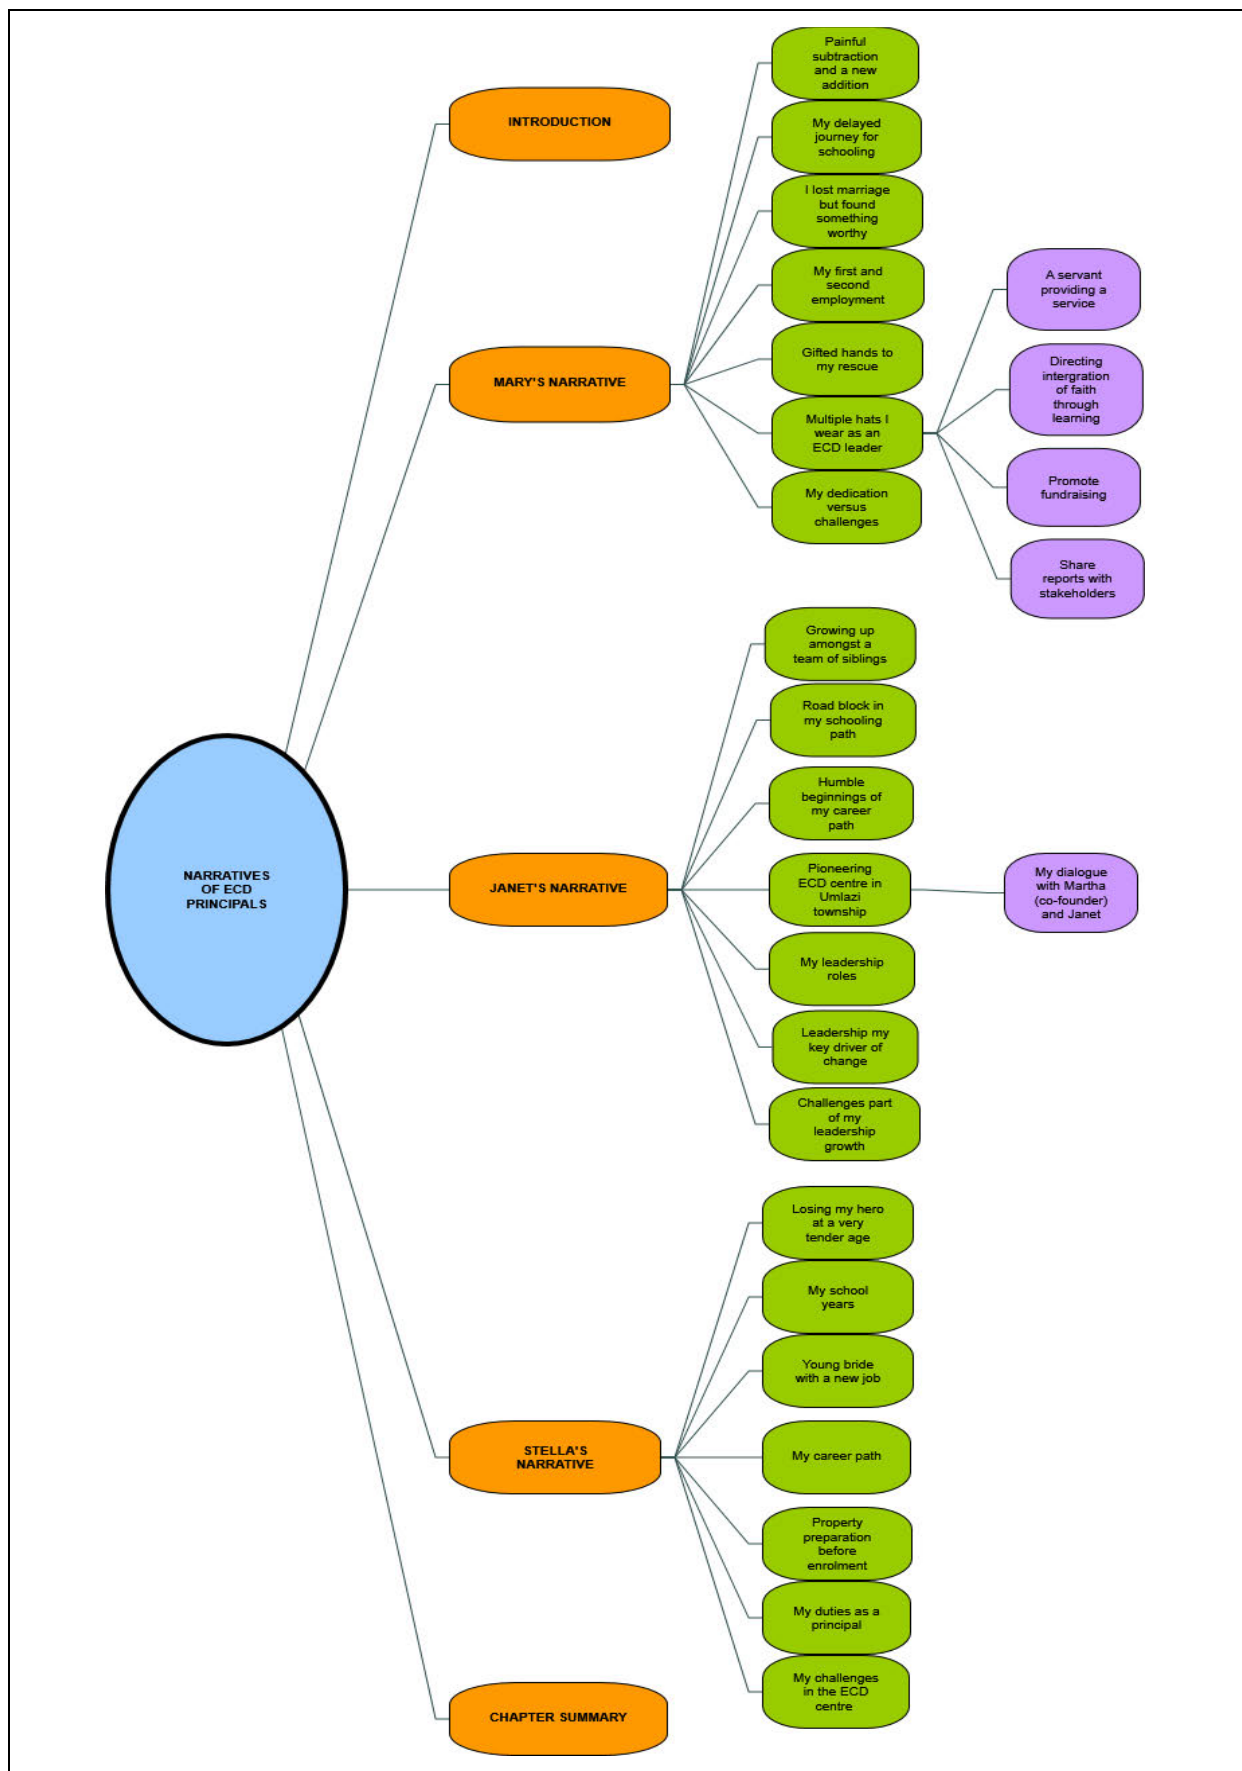 NARRATIVES
OF ECD
PRINCIPALS
INTRODUCTION
MARY'S NARRATIVE
Painful
subtraction
and a new
addition
My delayed
journey for
schooling
I lost marriage
but found
something
worthy
My first and
second
employment
Gifted hands to
my rescue
Multiple hats I
wear as an
ECD leader
A servant
providing a
service
Directing
intergration
of faith
through
learning
Promote
fundraising
Share
reports with
stakeholders
My dedication
versus
challenges
JANET'S NARRATIVE
Growing up
amongst a
team of siblings
Road block in
my schooling
path
Humble
beginnings of
my career
path
Pioneering
ECD centre in
Umlazi
township
My dialogue
with Martha
(co-founder)
and Janet
My leadership
roles
Leadership my
key driver of
change
Challenges part
of my
leadership
growth
STELLA'S
NARRATIVE
Losing my hero
at a very
tender age
My school
years
Young bride
with a new job
My career path
Property
preparation
before
enrolment
My duties as a
principal
My challenges
in the ECD
centre
CHAPTER SUMMARY